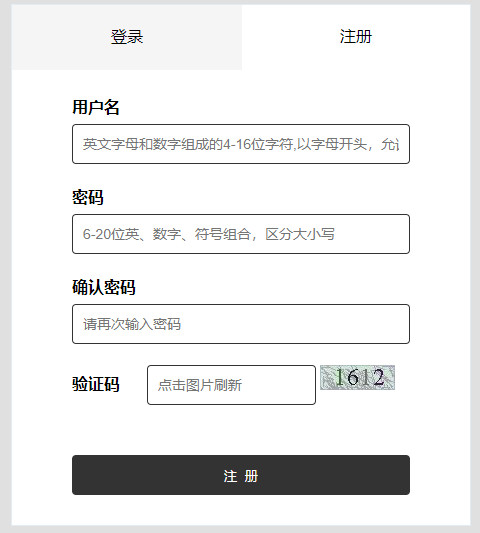 登录
注册
用户名
英文字母和数字组成的4-16位字符,以字母开头，允
密码
6-20位英、数字、符号组合，区分大小写
确认密码
请再次输入密码
验证码
点击图片刷新
1612
注 册